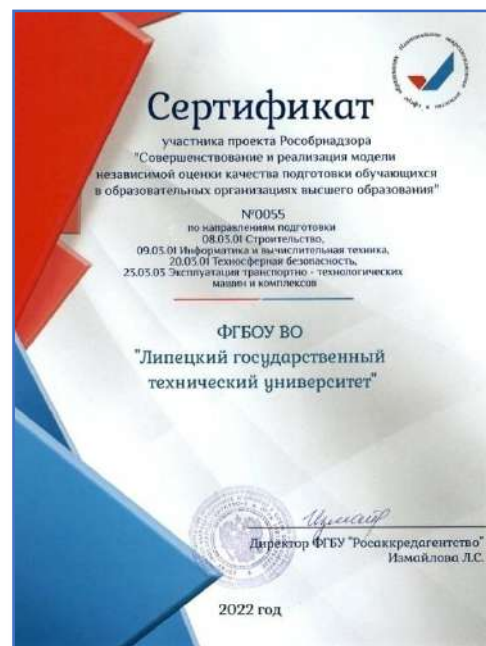 Сертификат
участника проекта Рособрнадзора
"Совершенствование и реализация модели
независимой оценки качества подготовки обучающихся
в образовательных организациях высшего образования"
№0055
по направлениям подготовки
08.03.01 Строительство,
09.03.01 Информатика и вычислительная техника,
20.03.01 Техносферная безопасность,
23.03.03 Эксплуатация транспортно - технологических
машин и комплексов
ФГБОУ ВО
"Липецкий государственный
технический университет"
Директор ФГБУ "Росаккредагентство"
Измайлова Л.С.
2022 год